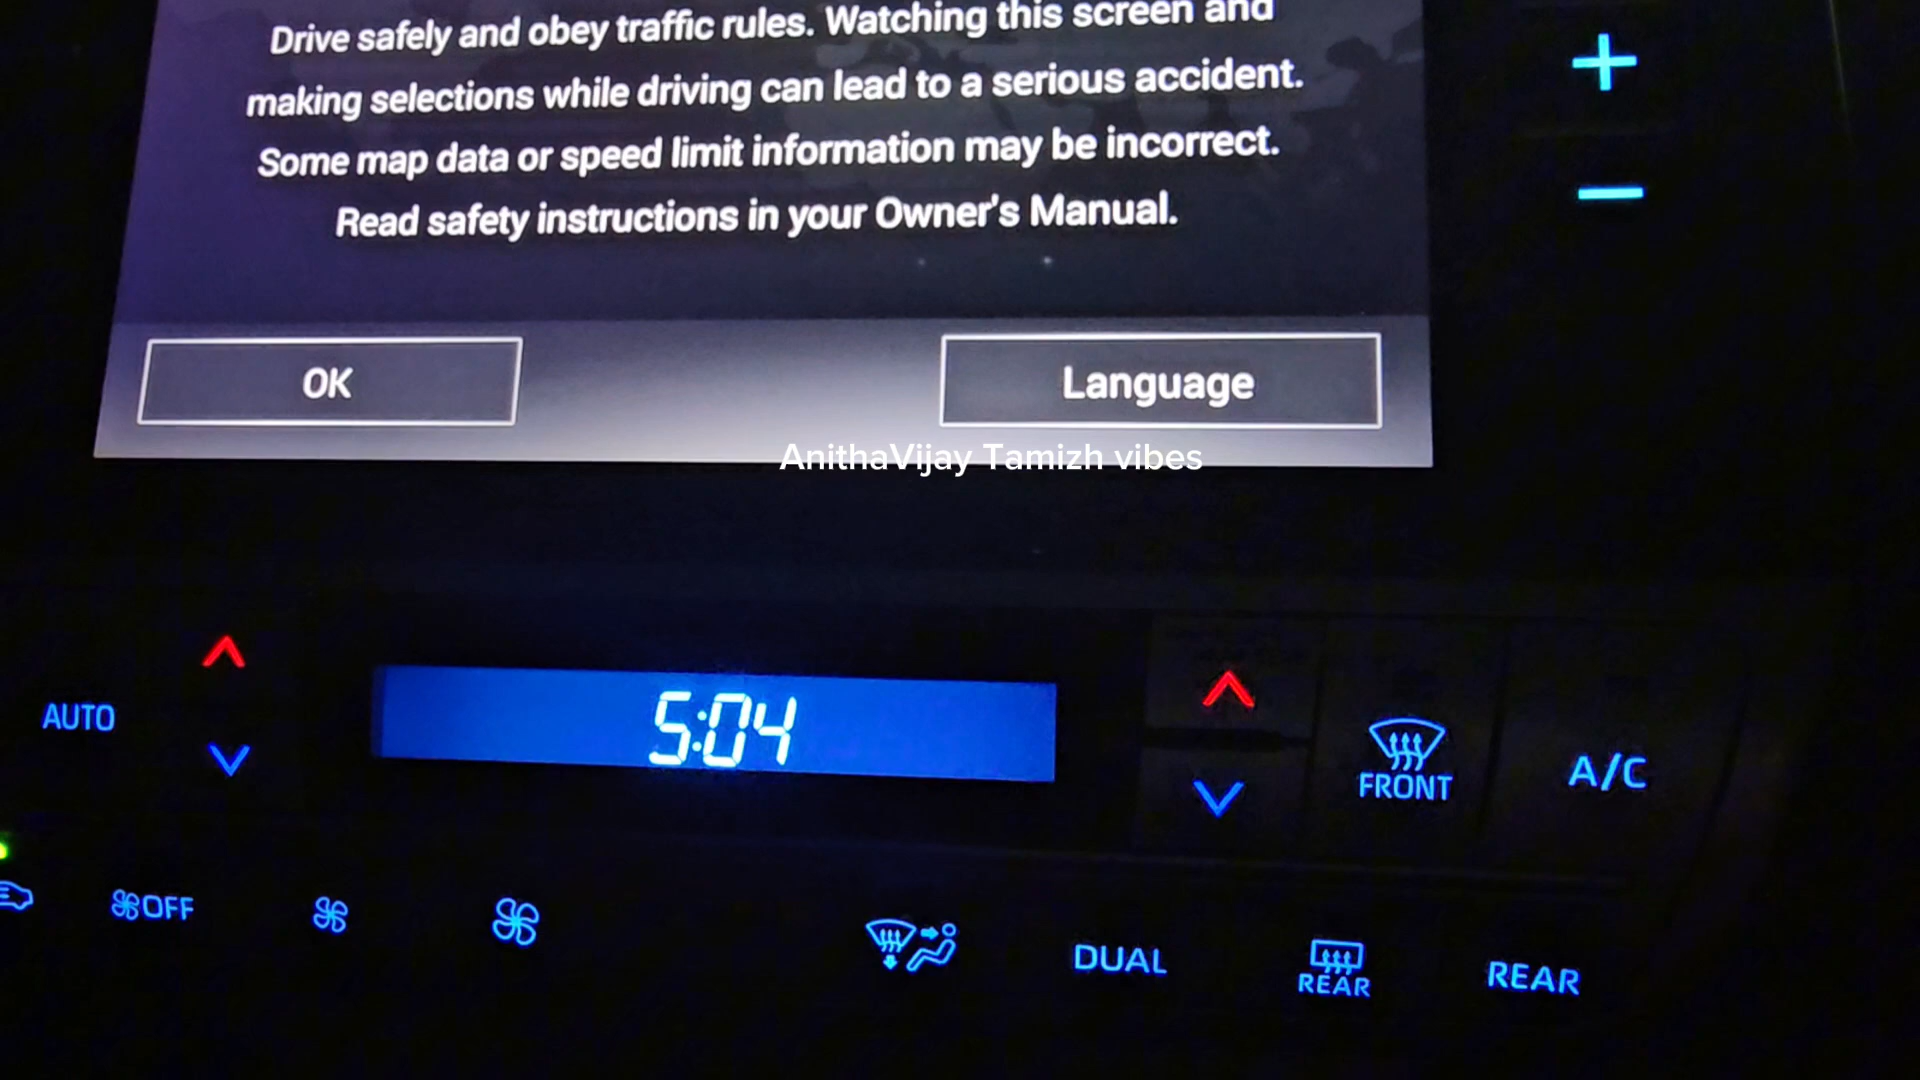 Drive safely and obey traffic rules. Watching this screen and
making selections while driving can lead to a serious accident.
Some map data or speed limit information may be incorrect.
Read safety instructions in your Owner's Manual.
OK
Language
AnithaVijay Tamizh vibes
AUTO
5:04
FRONT
A/C
OFF
DUAL
REAR
REAR